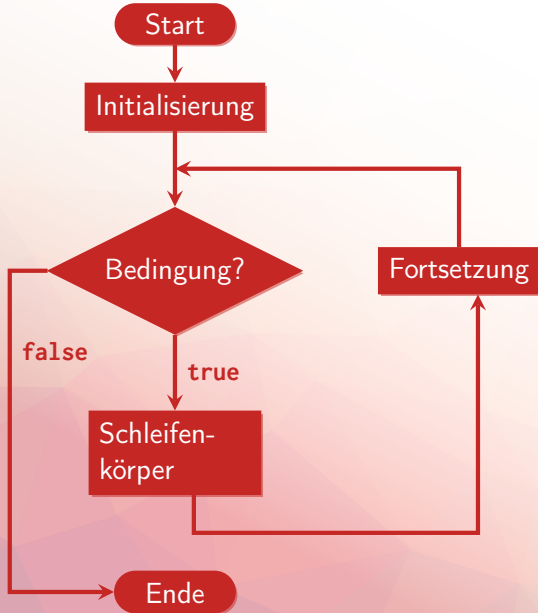 Start
Initialisierung
Bedingung?
Fortsetzung
false
true
Schleifen-
körper
Ende